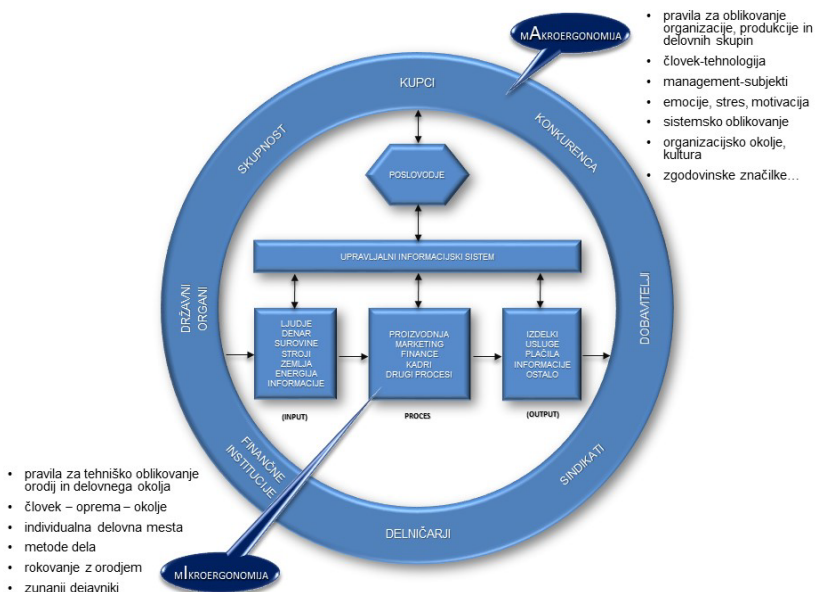 mAKROERGONOMIJA
• pravila za oblikovanje
organizacije, produkcije in
delovnih skupin
• človek-tehnologija
• management-subjekti
• emocije, stres, motivacija
• sistemsko oblikovanje
• organizacijsko okolje,
kultura
• zgodovinske značilke…
KUPCI
KONKURENCA
DOBAVITELJI
SINDIKATI
DELNIČARJI
FINANČNE
INSTITUCIJE
DRŽAVNI
ORGANI
SKUPNOST
POSLOVODJE
UPRAVLJALNI INFORMACIJSKI SISTEM
LJUDJE
DENAR
SUROVINE
STROJI
ZEMLJA
ENERGIJA
INFORMACIJE
(INPUT)
PROIZVODNJA
MARKETING
FINANCE
KADRI
DRUGI PROCESI
PROCES
IZDELKI
USLUGE
PLAČILA
INFORMACIJE
OSTALO
(OUTPUT)
• pravila za tehniško oblikovanje
orodij in delovnega okolja
• človek – oprema – okolje
• individualna delovna mesta
• metode dela
• rokovanje z orodjem
• zunanji dejavniki
mIKROERGONOMIJA